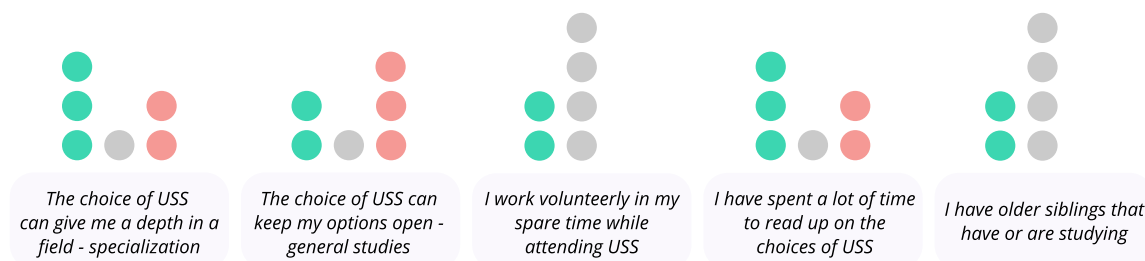 The choice of USS
can give me a depth in a
field - specialization
The choice of USS can
keep my options open -
general studies
I work volunteerly in my
spare time while
attending USS
I have spent a lot of time
to read up on the
choices of USS
I have older siblings that
have or are studying